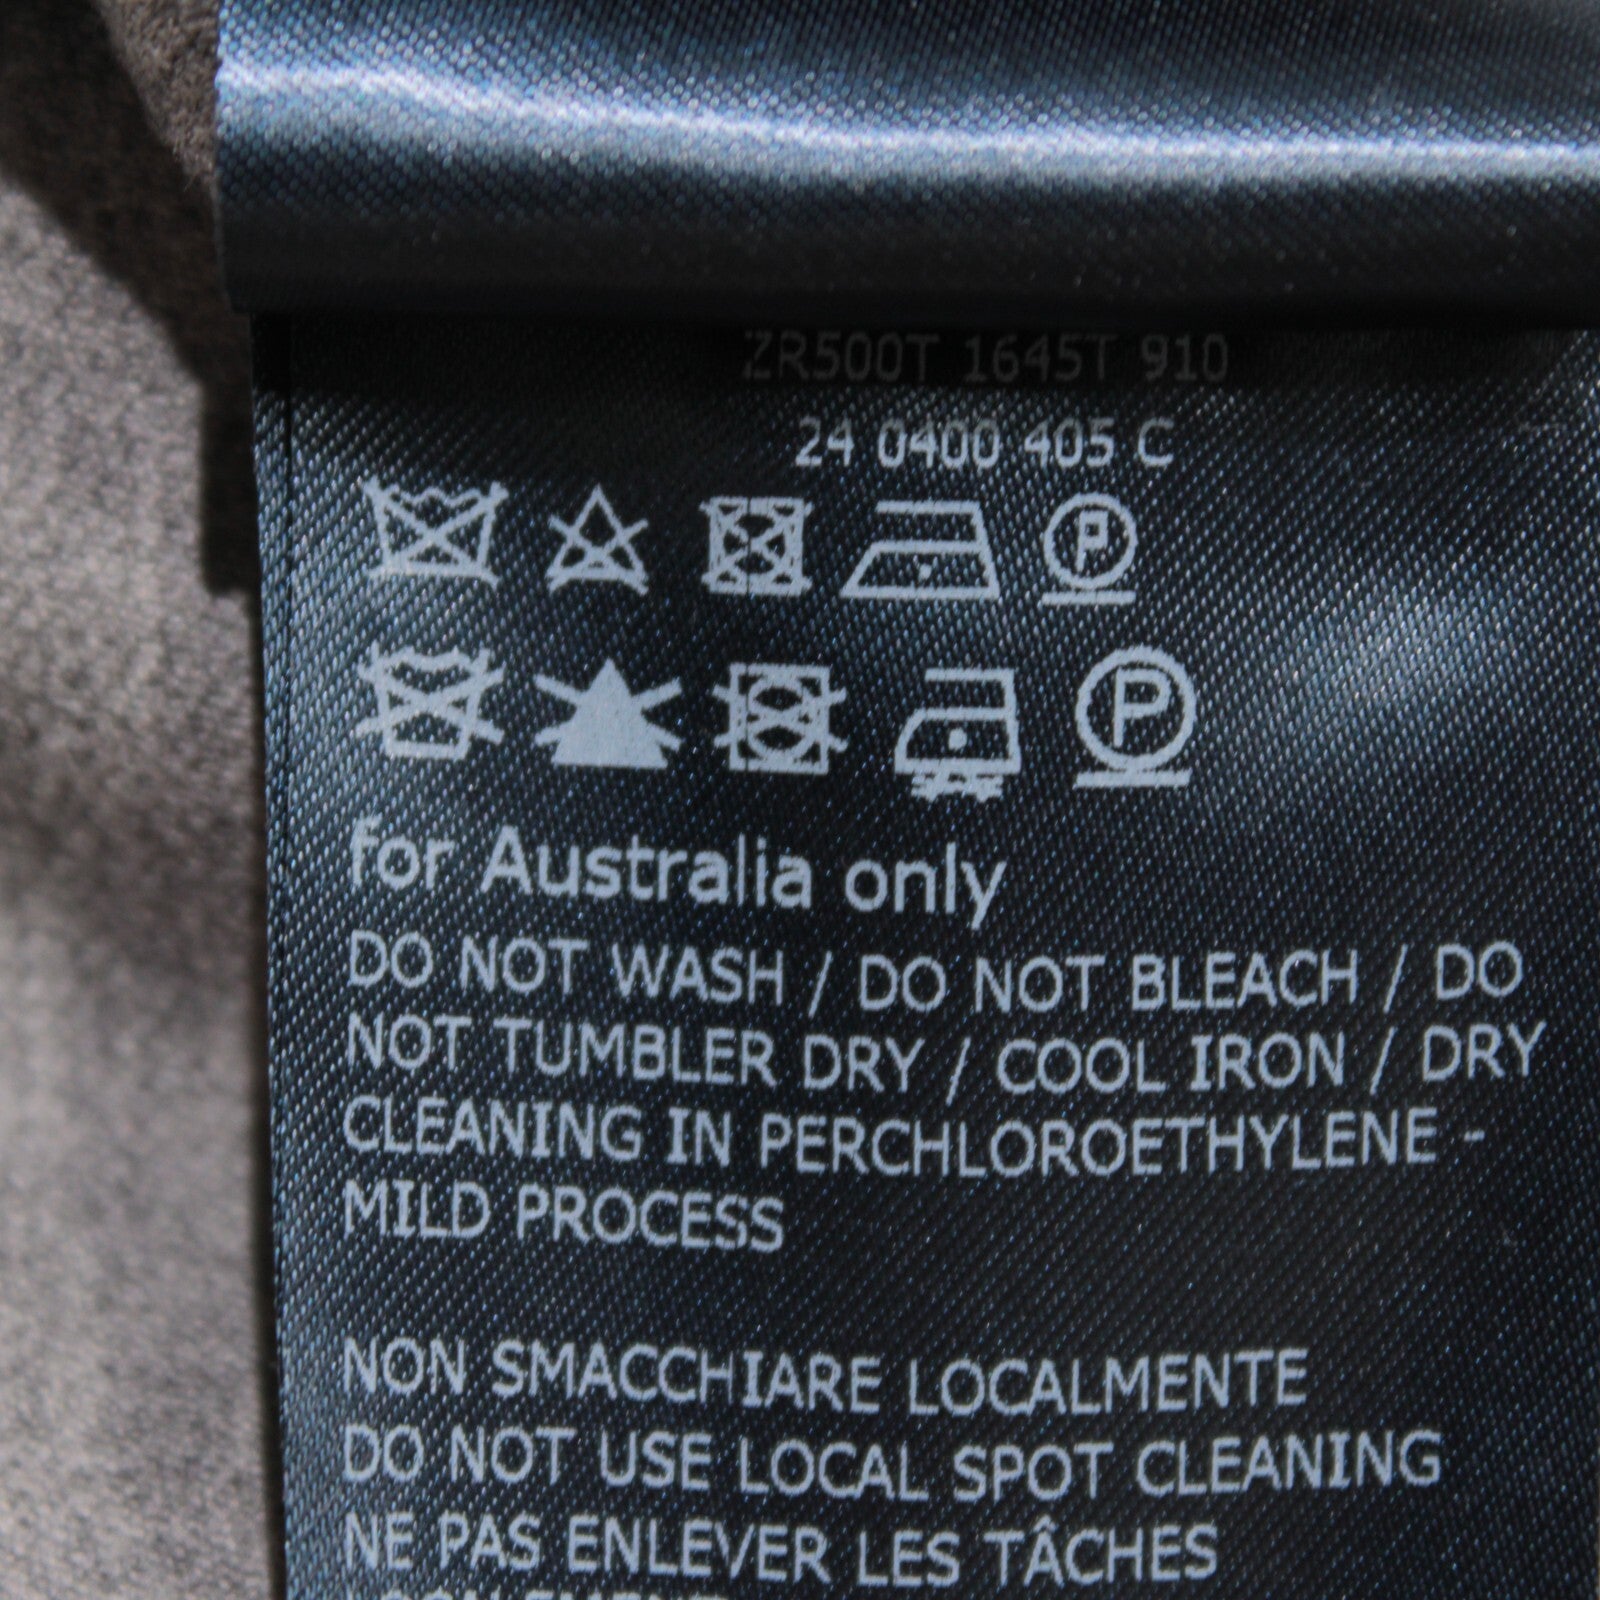 ZR500T 1645T 910
24 0400 405 C
P
P
for Australia only
DO NOT WASH / DO NOT BLEACH / DO
NOT TUMBLER DRY / COOL IRON / DRY
CLEANING IN PERCHLOROETHYLENE -
MILD PROCESS
NON SMACCHIARE LOCALMENTE
DO NOT USE LOCAL SPOT CLEANING
NE PAS ENLEVER LES TÂCHES